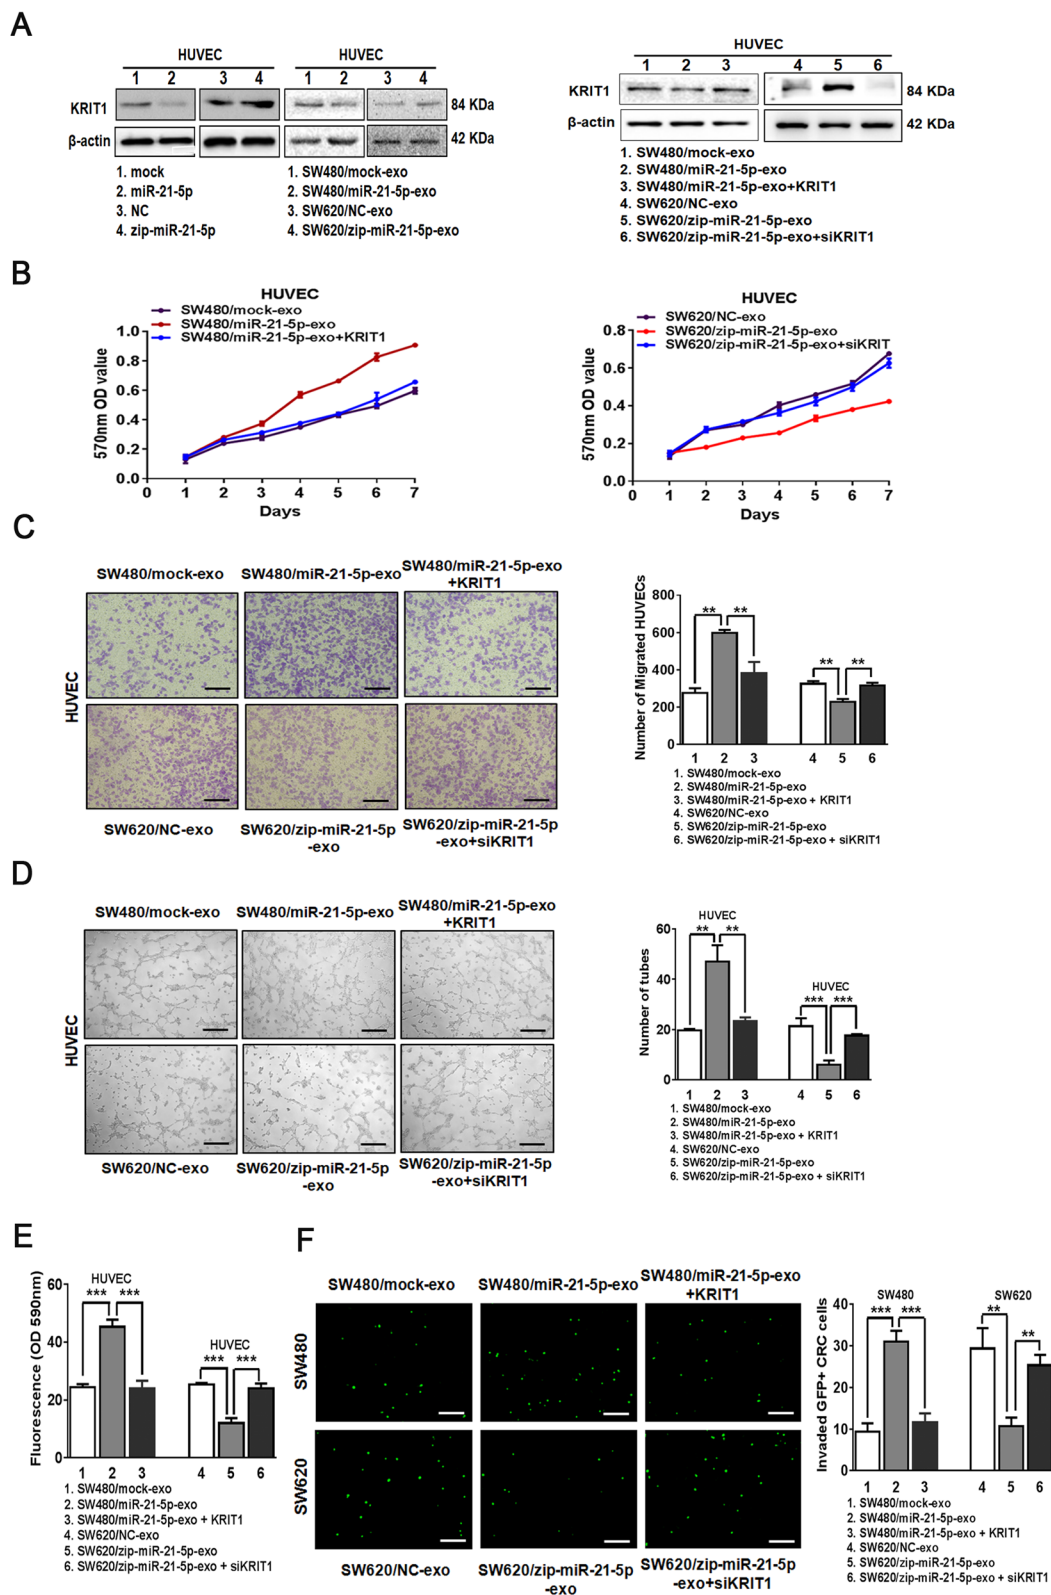 A
HUVEC
1 2 3 4
KRIT1
β-actin
1. mock
2. miR-21-5p
3. NC
4. zip-miR-21-5p
HUVEC
1 2 3 4
84 KDa
42 KDa
1. SW480/mock-exo
2. SW480/miR-21-5p-exo
3. SW620/NC-exo
4. SW620/zip-miR-21-5p-exo
HUVEC
1 2 3 4 5 6
KRIT1
84 KDa
β-actin
42 KDa
1. SW480/mock-exo
2. SW480/miR-21-5p-exo
3. SW480/miR-21-5p-exo+KRIT1
4. SW620/NC-exo
5. SW620/zip-miR-21-5p-exo
6. SW620/zip-miR-21-5p-exo+siKRIT1
B
HUVEC
SW480/mock-exo
SW480/miR-21-5p-exo
SW480/miR-21-5p-exo+KRIT1
570nm OD value
1.0
0.8
0.6
0.4
0.2
0.0
0 1 2 3 4 5 6 7
Days
HUVEC
SW620/NC-exo
SW620/zip-miR-21-5p-exo
SW620/zip-miR-21-5p-exo+siKRIT
570nm OD value
0.8
0.6
0.4
0.2
0.0
0 1 2 3 4 5 6 7
Days
C
SW480/mock-exo
SW480/miR-21-5p-exo
SW480/miR-21-5p-exo
+KRIT1
HUVEC
SW620/NC-exo
SW620/zip-miR-21-5p
-exo
SW620/zip-miR-21-5p
-exo+siKRIT1
Number of Migrated HUVECs
800
600
400
200
0
** **
** **
1 2 3 4 5 6
1. SW480/mock-exo
2. SW480/miR-21-5p-exo
3. SW480/miR-21-5p-exo + KRIT1
4. SW620/NC-exo
5. SW620/zip-miR-21-5p-exo
6. SW620/zip-miR-21-5p-exo + siKRIT1
D
SW480/mock-exo
SW480/miR-21-5p-exo
SW480/miR-21-5p-exo
+KRIT1
HUVEC
SW620/NC-exo
SW620/zip-miR-21-5p
-exo
SW620/zip-miR-21-5p
-exo+siKRIT1
Number of tubes
60
40
20
0
HUVEC
** **
HUVEC
*** ***
1 2 3 4 5 6
1. SW480/mock-exo
2. SW480/miR-21-5p-exo
3. SW480/miR-21-5p-exo + KRIT1
4. SW620/NC-exo
5. SW620/zip-miR-21-5p-exo
6. SW620/zip-miR-21-5p-exo + siKRIT1
E
Fluorescence (OD 590nm)
60
40
20
0
HUVEC
*** ***
HUVEC
*** ***
1 2 3 4 5 6
1. SW480/mock-exo
2. SW480/miR-21-5p-exo
3. SW480/miR-21-5p-exo + KRIT1
4. SW620/NC-exo
5. SW620/zip-miR-21-5p-exo
6. SW620/zip-miR-21-5p-exo + siKRIT1
F
SW480/mock-exo
SW480/miR-21-5p-exo
SW480/miR-21-5p-exo
+KRIT1
SW480
SW620
SW620/NC-exo
SW620/zip-miR-21-5p
-exo
SW620/zip-miR-21-5p
-exo+siKRIT1
Invaded GFP+ CRC cells
40
30
20
10
0
SW480
*** ***
SW620
** **
1 2 3 4 5 6
1. SW480/mock-exo
2. SW480/miR-21-5p-exo
3. SW480/miR-21-5p-exo + KRIT1
4. SW620/NC-exo
5. SW620/zip-miR-21-5p-exo
6. SW620/zip-miR-21-5p-exo + siKRIT1